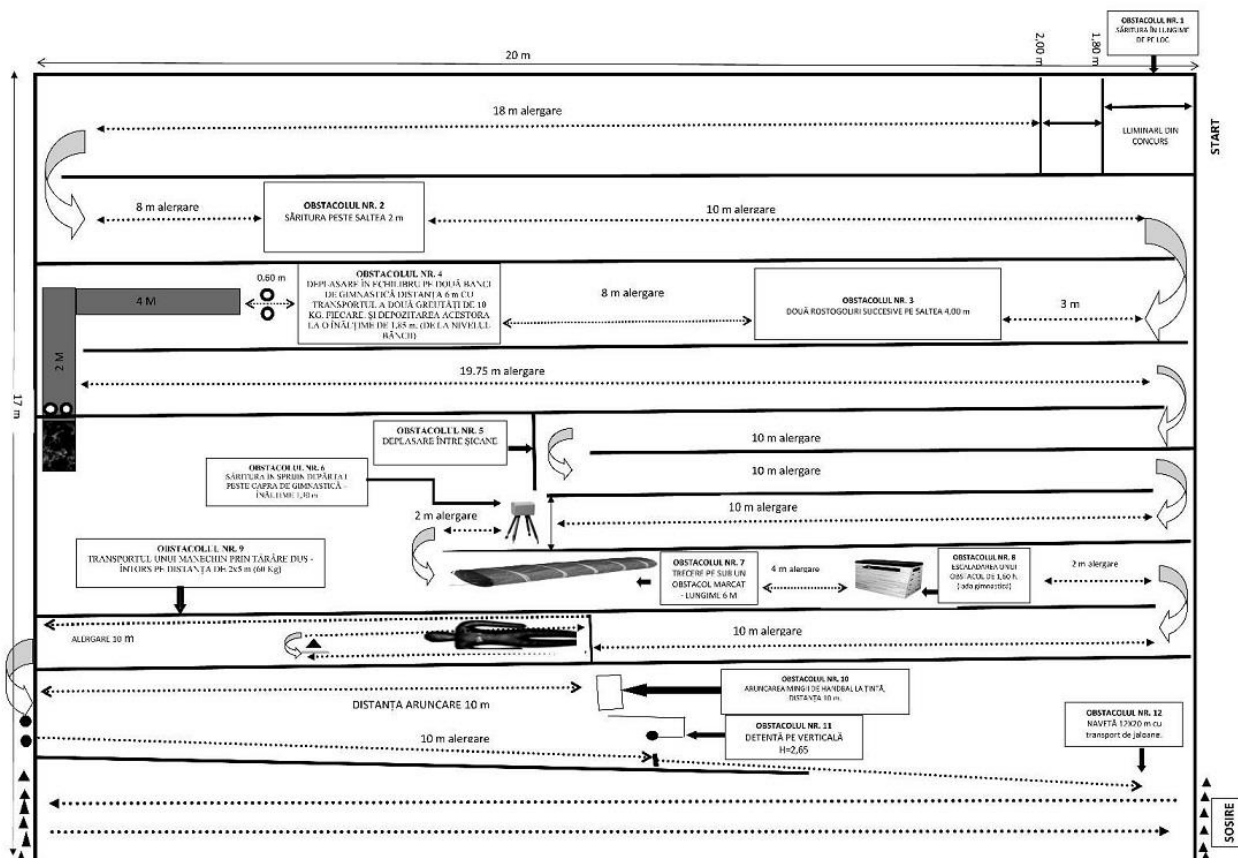 OBSTACOLUL NR. 1
SĂRITURA ÎN LUNGIME
DE PE LOC
20 m
2,00 m
1,80 m
18 m alergare
DIN
CONCURS
START
8 m alergare
OBSTACOLUL NR. 2
SĂRITURA PESTE SALTEA 2 m
10 m alergare
4 M
0.60 m
OBSTACOLUL NR. 4
DEPLASARE ÎN ECHILIBRU PE DOUĂ BĂNCI
DE GIMNASTICĂ DISTANȚA 6 m CU
TRANSPORTUL A DOUĂ GREUTĂȚI DE 10
KG. FIECARE. ȘI DEPOZITAREA ACESTORA
LA O ÎNĂLȚIME DE 1,85 m. (DE LA NIVELUL
BĂNCII)
8 m alergare
OBSTACOLUL NR. 3
DOUĂ ROSTOGOLIRI SUCCESIVE PE SALTEA 4,00 m
3 m
2 M
19.75 m alergare
17 m
OBSTACOLUL NR. 5
DEPLASARE ÎNTRE ȘICANE
10 m alergare
OBSTACOLUL NR. 6
SĂRITURA ÎN SPRIJIN DEPĂRTAT
PESTE CAPRA DE GIMNASTICĂ –
ÎNĂLȚIME 1,30 m
10 m alergare
2 m alergare
10 m alergare
OBSTACOLUL NR. 9
TRANSPORTUL UNUI MANECHIN PRIN TÂRÂRE DUS -
ÎNTORS PE DISTANȚA DE 2x5 m (60 Kg)
OBSTACOLUL NR. 7
TRECERE PE SUB UN
OBSTACOL MARCAT
- LUNGIME 6 M
4 m alergare
OBSTACOLUL NR. 8
ESCALADAREA UNUI
OBSTACOL DE 1,60
gimnastică)
2 m alergare
ALERGARE 10 m
10 m alergare
DISTANȚA ARUNCARE 10 m
OBSTACOLUL NR. 10
ARUNCAREA MINGII DE HANDBAL LA ȚINTĂ,
DISTANȚA 10 m.
10 m alergare
OBSTACOLUL NR. 11
DETENTĂ PE VERTICALĂ
H=2,65
OBSTACOLUL NR. 12
NAVETĂ 12X20 m cu
transport de jaloane.
SOSIRE